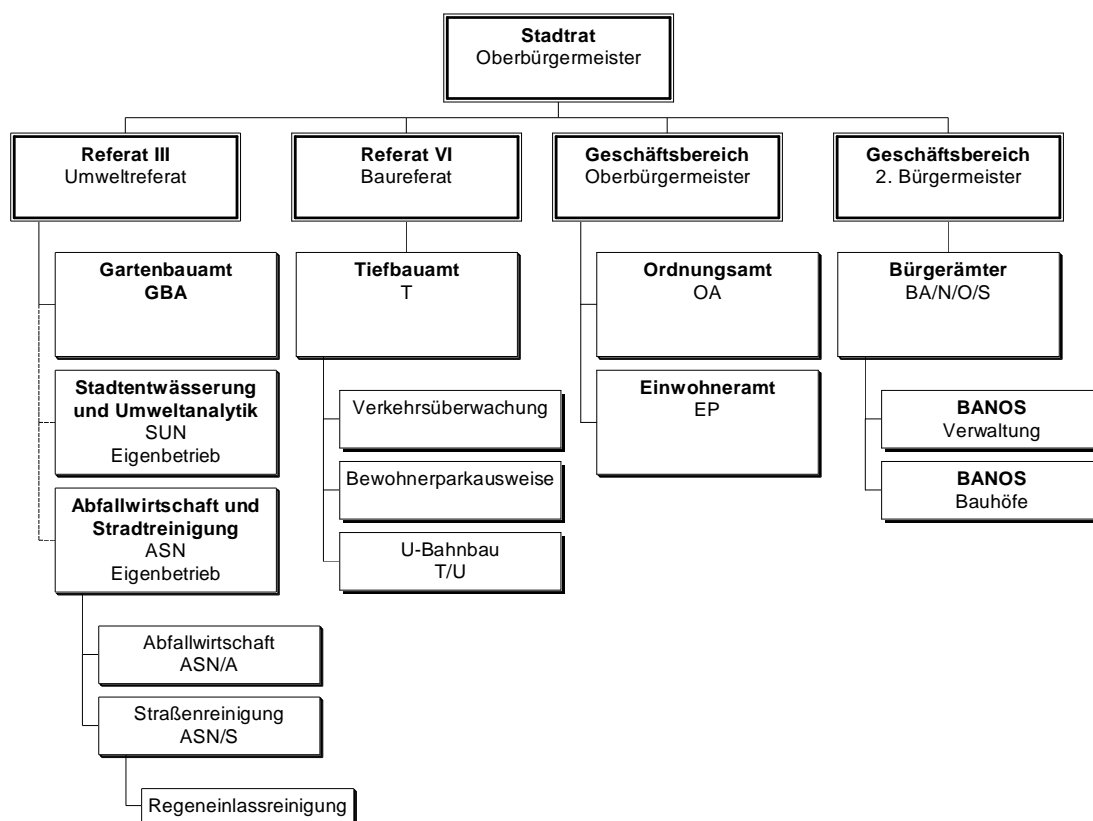 Stadtrat
Oberbürgermeister
Referat III
Umweltreferat
Referat VI
Baureferat
Geschäftsbereich
Oberbürgermeister
Geschäftsbereich
2. Bürgermeister
Gartenbauamt
GBA
Tiefbauamt
T
Ordnungsamt
OA
Bürgerämter
BA/N/O/S
Stadtentwässerung
und Umweltanalytik
SUN
Eigenbetrieb
Verkehrsüberwachung
Einwohneramt
EP
BANOS
Verwaltung
Bewohnerparkausweise
BANOS
Bauhöfe
Abfallwirtschaft und
Stradtreinigung
ASN
Eigenbetrieb
U-Bahnbau
T/U
Abfallwirtschaft
ASN/A
Straßenreinigung
ASN/S
Regeneinlassreinigung